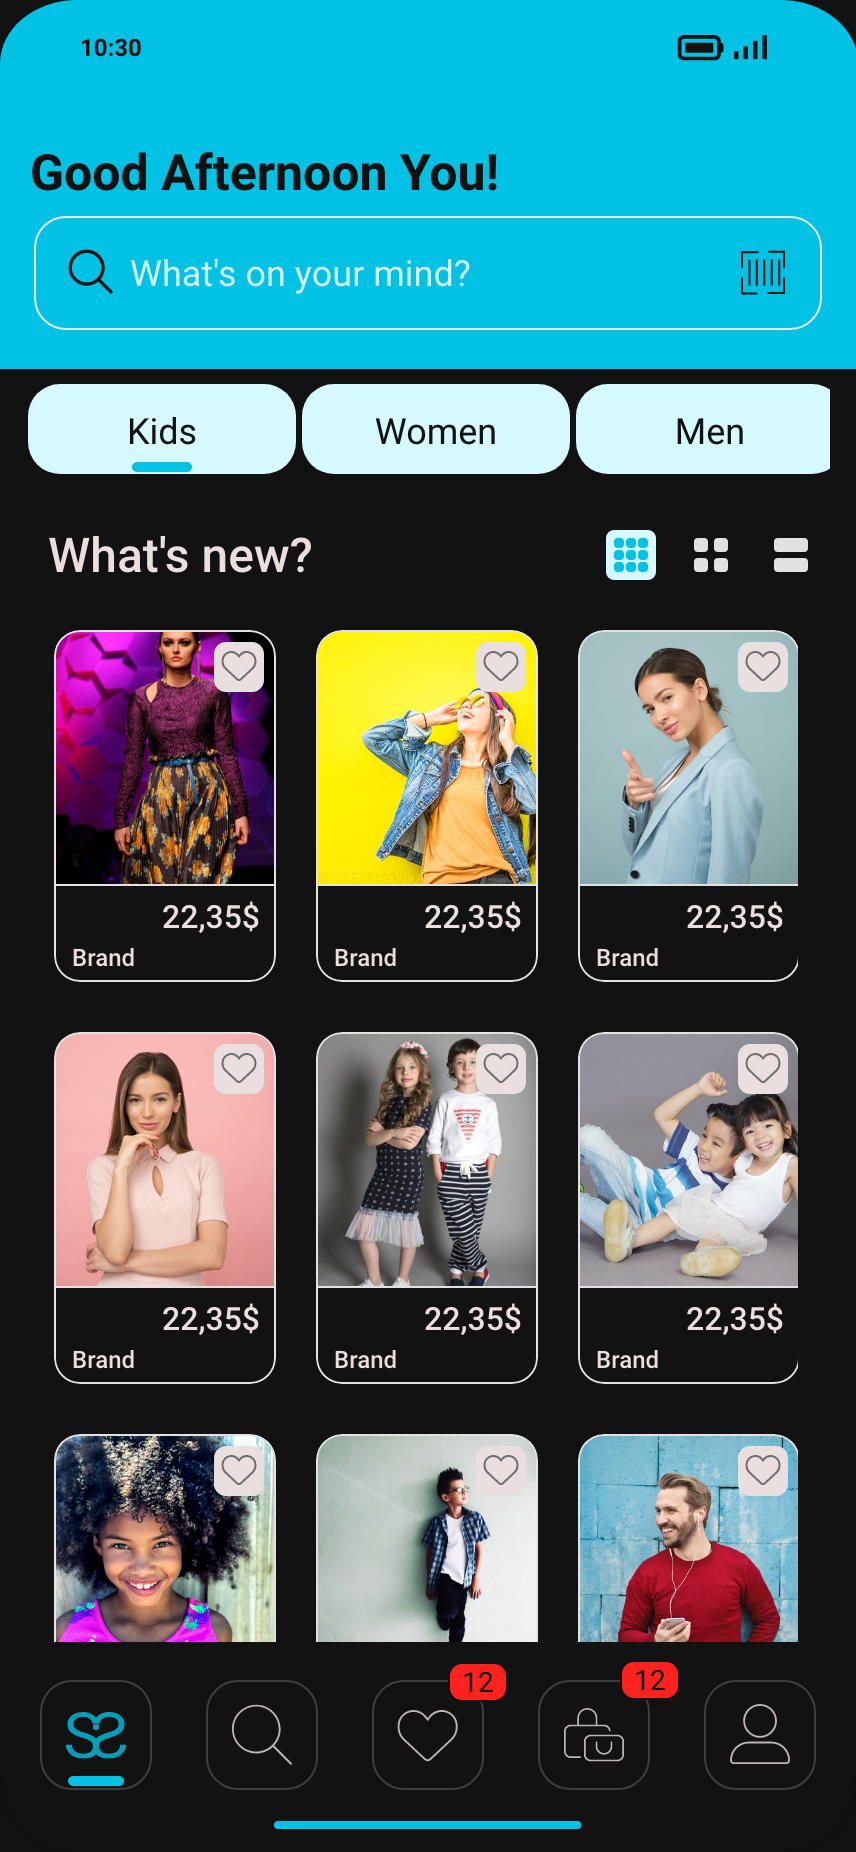 10:30
Good Afternoon You!
What's on your mind?
Kids
Women
Men
What's new?
22,35$
Brand
22,35$
Brand
22,35$
Brand
22,35$
Brand
22,35$
Brand
22,35$
Brand
12
12